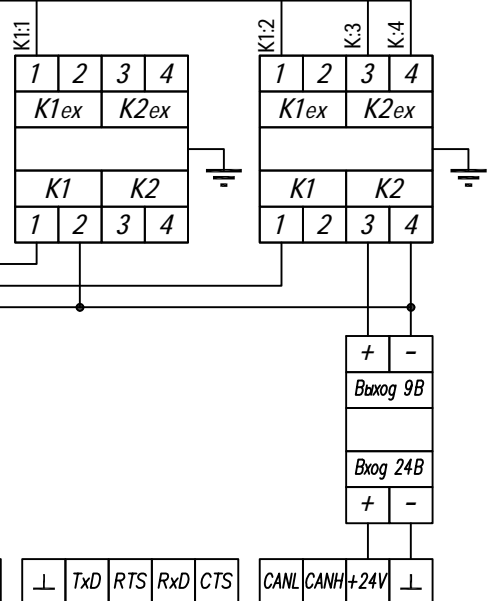 K1:1 K1:2 K:3 K:4
1 2 3 4 1 2 3 4
K1ex K2ex K1ex K2ex
K1 K2 K1 K2
1 2 3 4 1 2 3 4
+ -
Выход 9В
Вход 24В
+ -
⊥ TxD RTS RxD CTS CANL CANH +24V ⊥